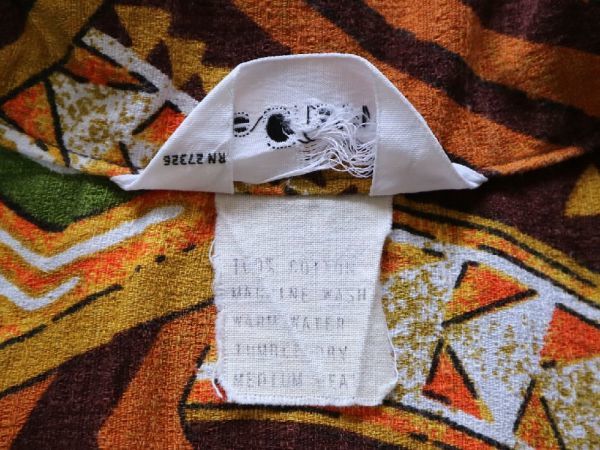 RN 27326
100% COTTON
MACHINE WASH
WARM WATER
TUMBLE DRY
MEDIUM HEAT